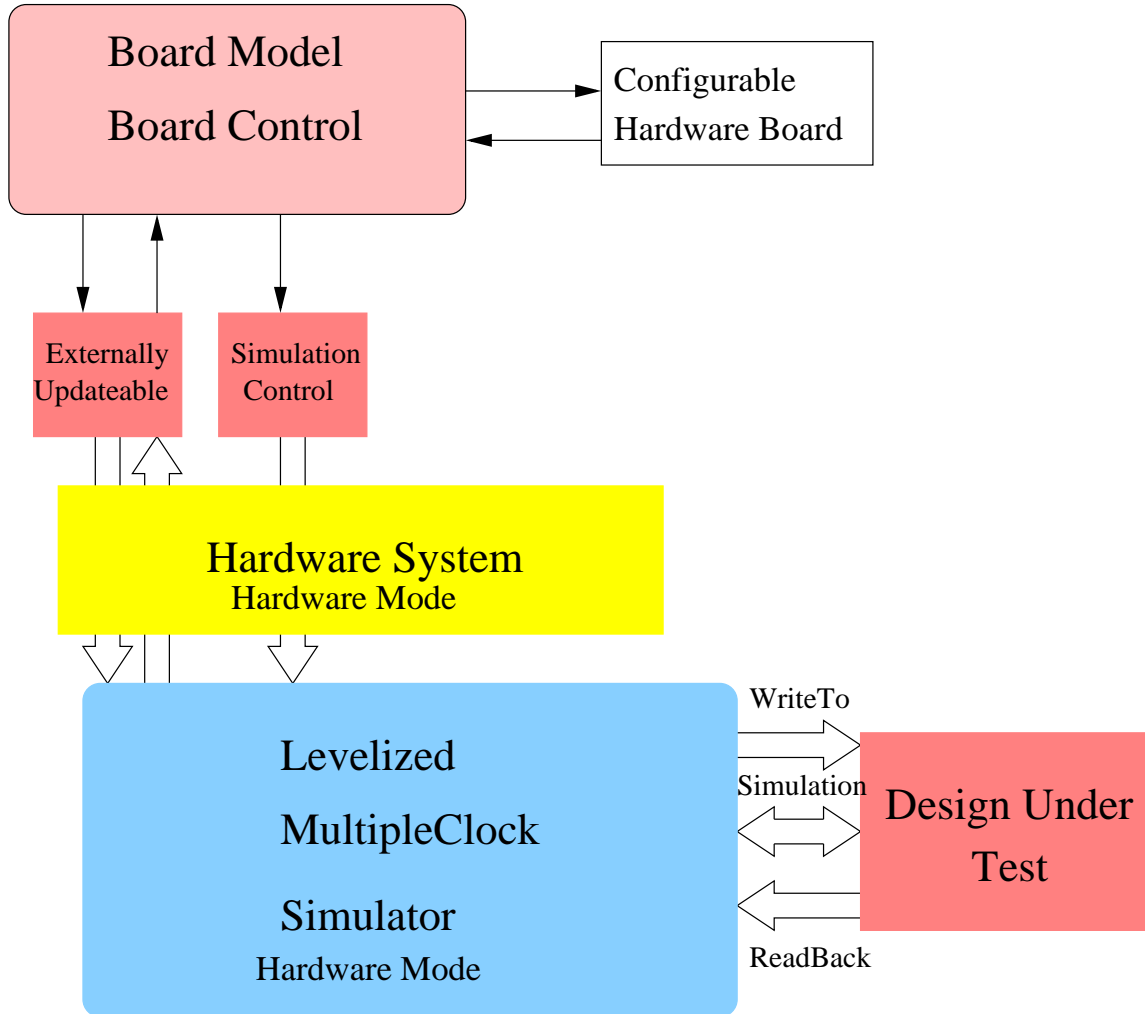 Board Model
Board Control
Configurable
Hardware Board
Externally
Updateable
Simulation
Control
Hardware System
Hardware Mode
Levelized
MultipleClock
Simulator
Hardware Mode
WriteTo
Simulation
ReadBack
Design Under
Test